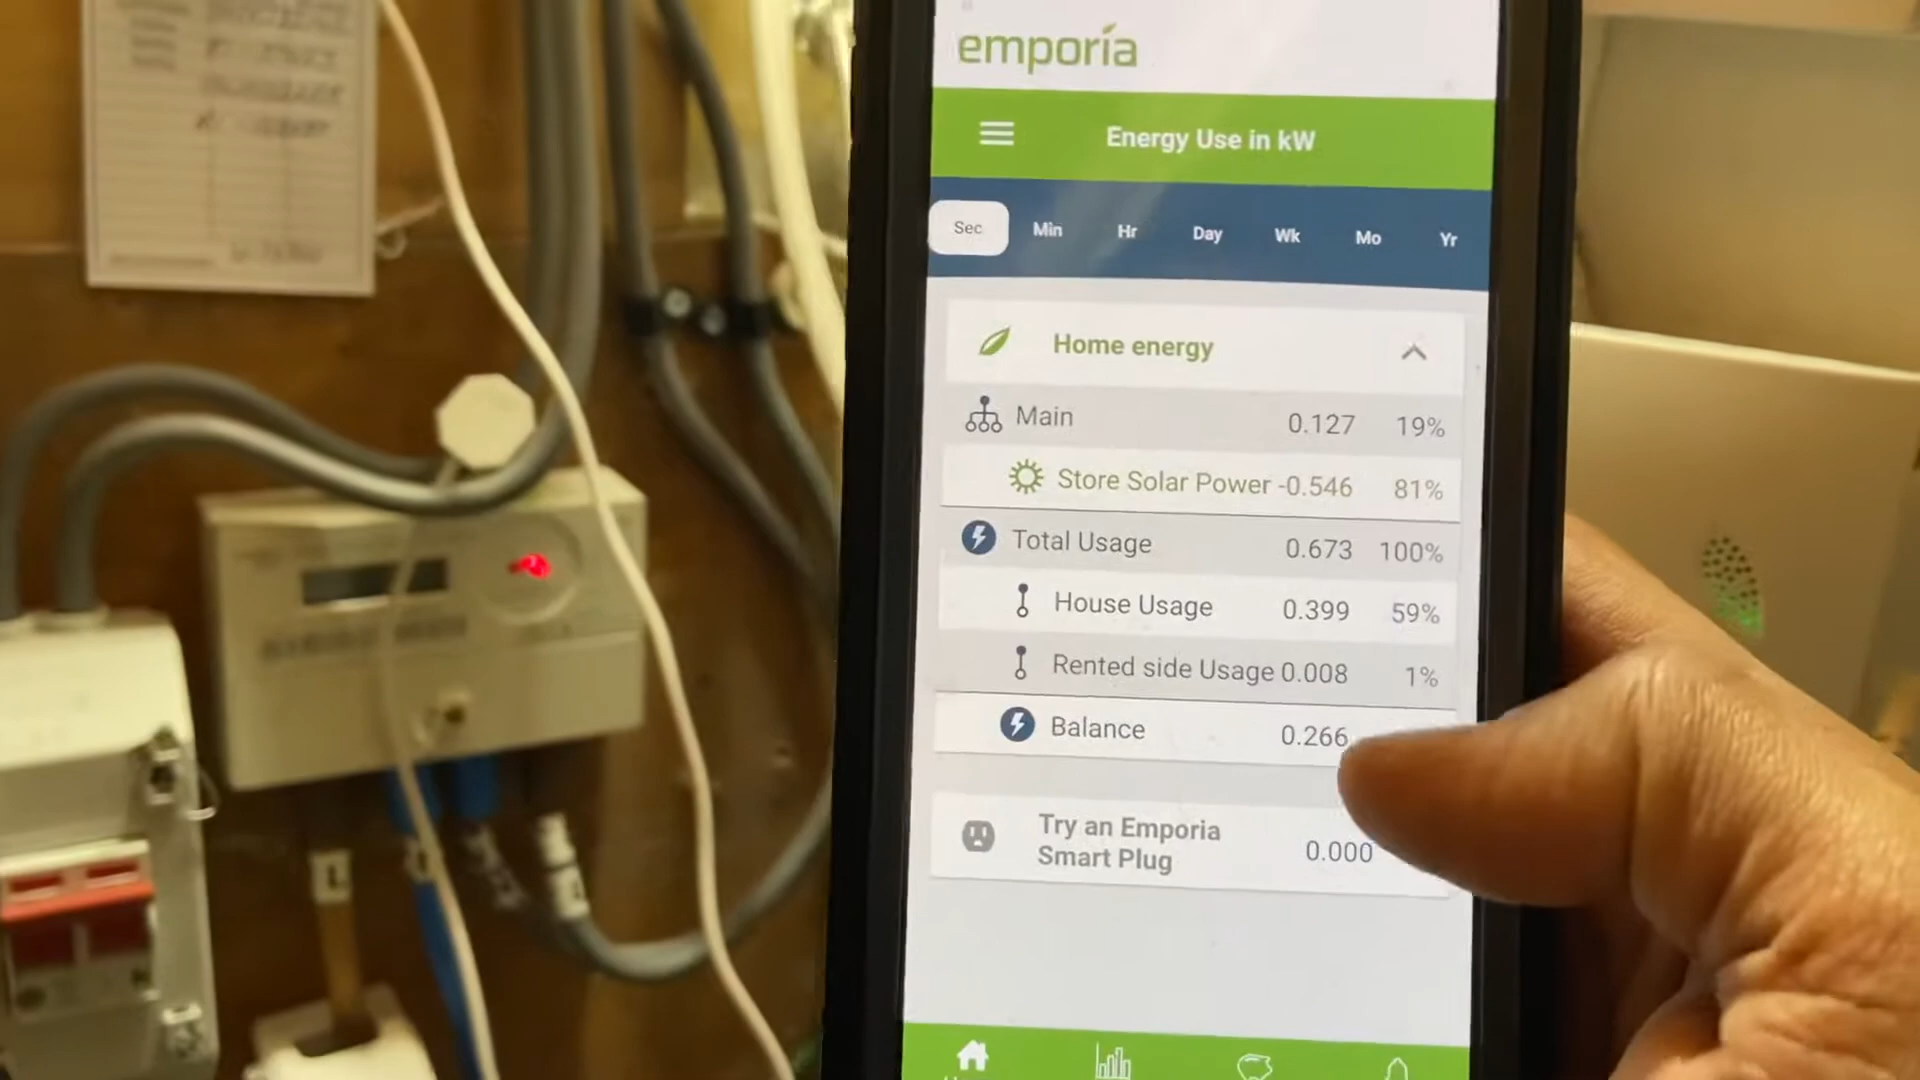 emporia
Energy Use in kW
Sec Min Hr Day Wk Mo Yr
Home energy
Main 0.127 19%
Store Solar Power -0.546 81%
Total Usage 0.673 100%
House Usage 0.399 59%
Rented side Usage 0.008 1%
Balance 0.266
Try an Emporia
Smart Plug 0.000
L